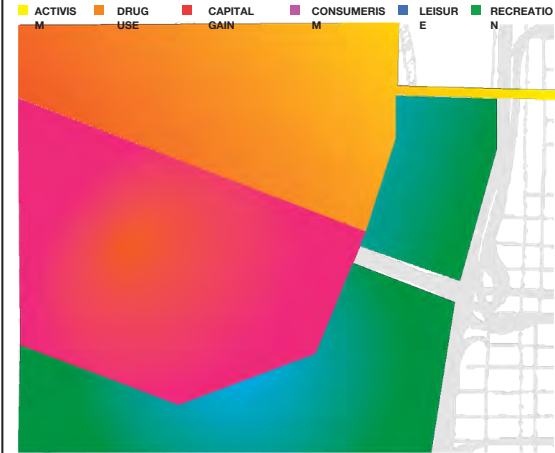 ACTIVIS DRUG CAPITAL CONSUMERIS LEISUR RECREATIO
M USE GAIN M E N